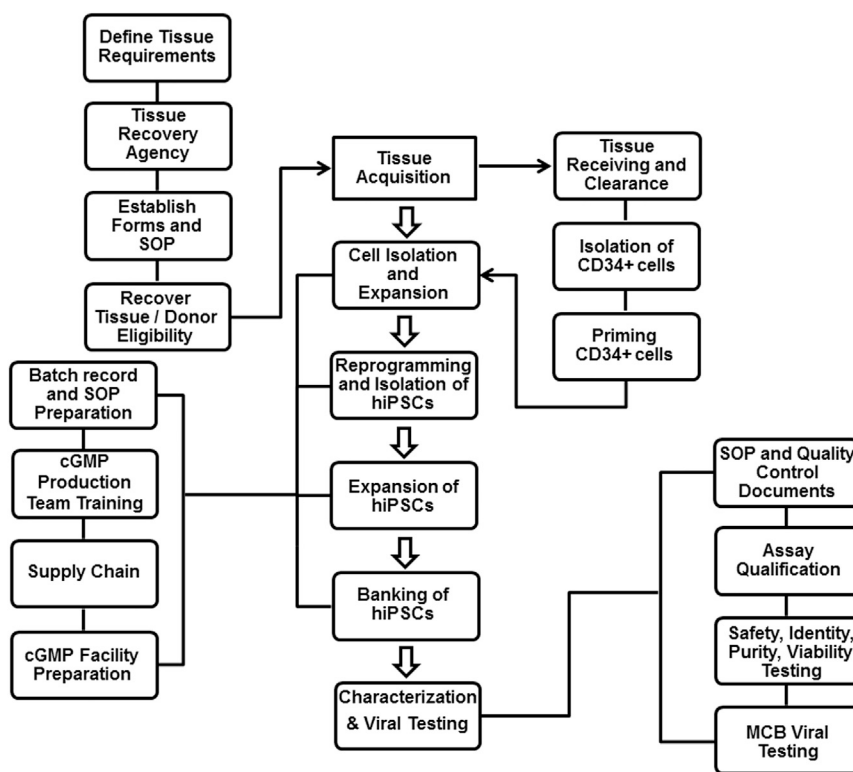 Define Tissue
Requirements
Tissue
Recovery
Agency
Establish
Forms and
SOP
Recover
Tissue / Donor
Eligibility
Tissue
Acquisition
Tissue
Receiving and
Clearance
Isolation of
CD34+ cells
Priming
CD34+ cells
Cell Isolation
and
Expansion
Reprogramming
and Isolation of
hiPSCs
Expansion of
hiPSCs
Banking of
hiPSCs
Characterization
& Viral Testing
Batch record
and SOP
Preparation
cGMP
Production
Team Training
Supply Chain
cGMP Facility
Preparation
SOP and Quality
Control
Documents
Assay
Qualification
Safety, Identity,
Purity, Viability
Testing
MCB Viral
Testing